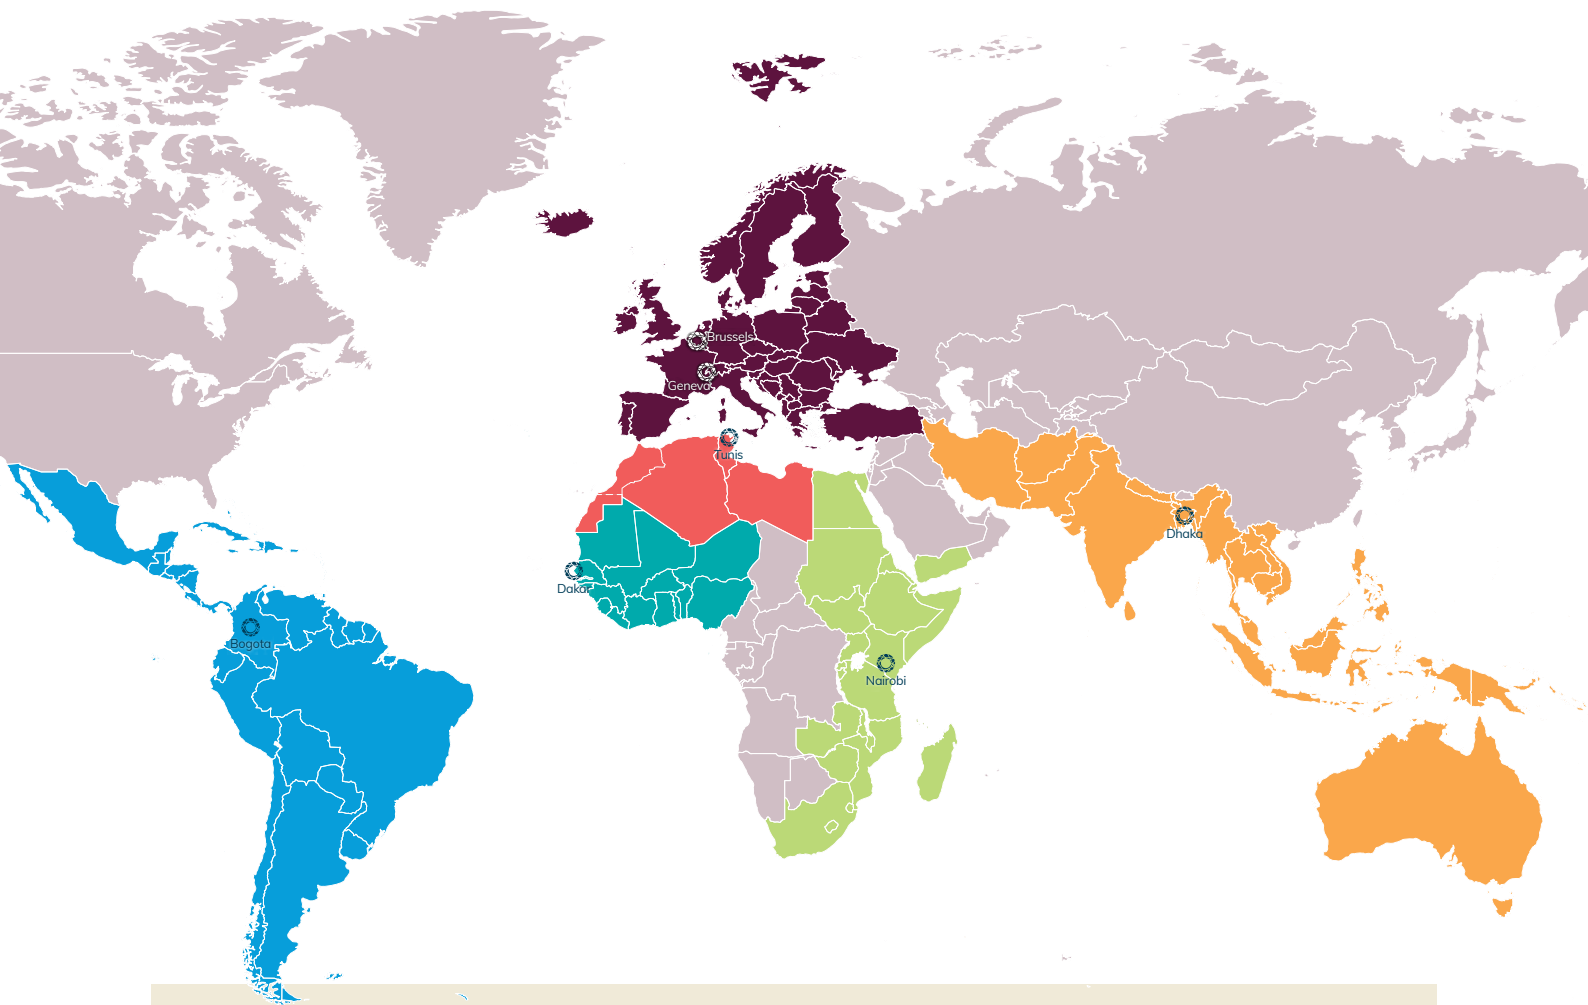 Brussels
Geneva
Tunis
Dhaka
Dakar
Bogota
Nairobi